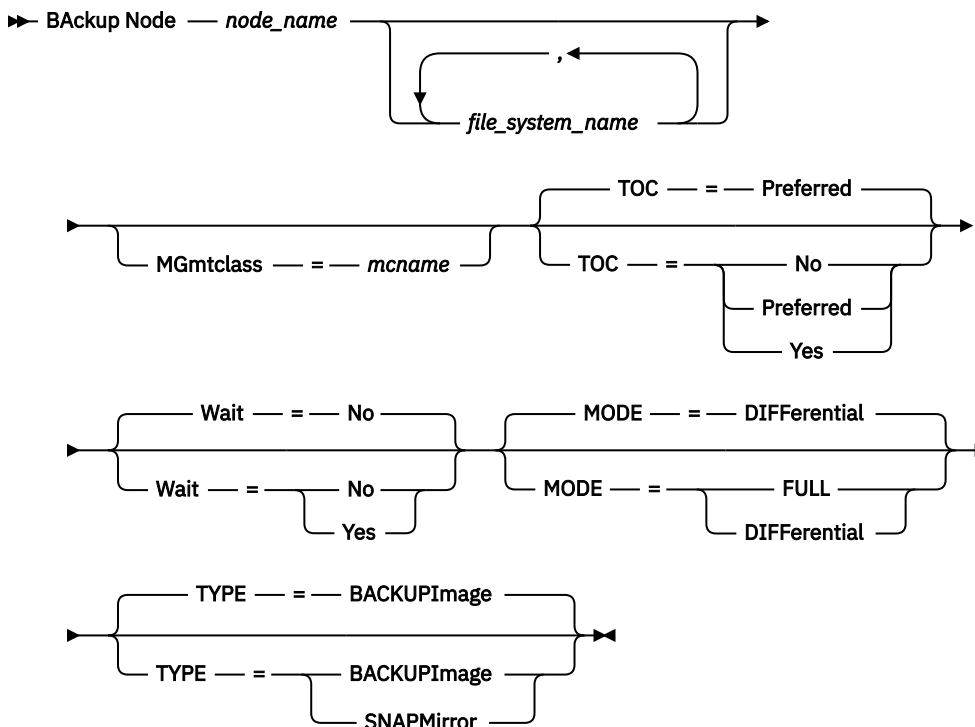 BAckup Node node_name
,
file_system_name
TOC = Preferred
MGmtclass = mcname TOC = No
Preferred
Yes
Wait = No MODE = DIFFerential
Wait = No MODE = FULL
Yes DIFFerential
TYPE = BACKUPImage
TYPE = BACKUPImage
SNAPMirror